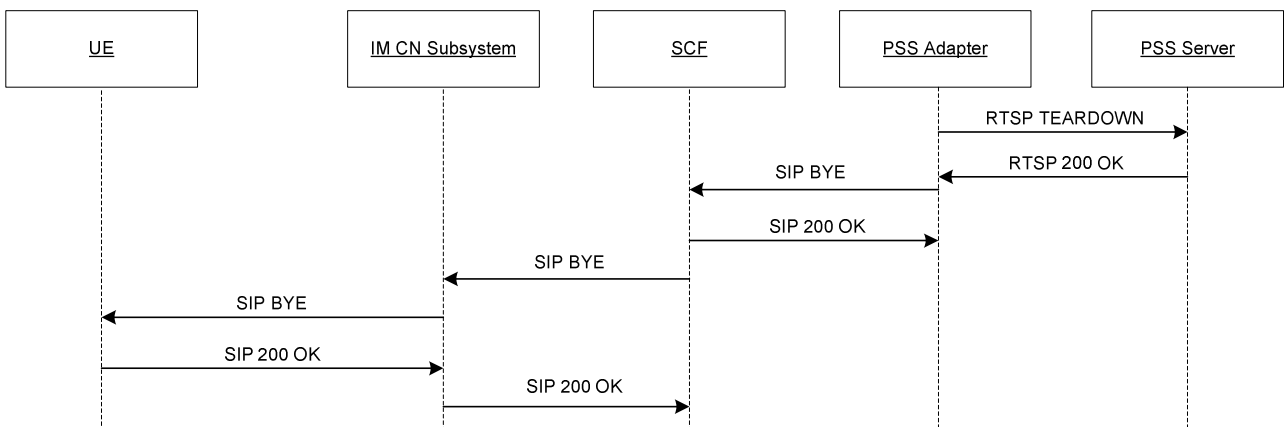 UE
IM CN Subsystem
SCF
PSS Adapter
PSS Server
RTSP TEARDOWN
RTSP 200 OK
SIP BYE
SIP 200 OK
SIP BYE
SIP BYE
SIP 200 OK
SIP 200 OK